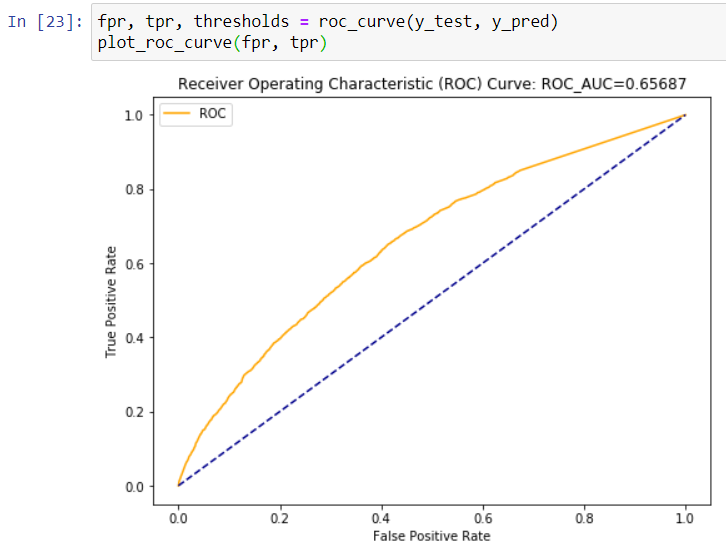 In [23]: fpr, tpr, thresholds = roc_curve(y_test, y_pred)
plot_roc_curve(fpr, tpr)
Receiver Operating Characteristic (ROC) Curve: ROC_AUC=0.65687
ROC
1.0
0.8
0.6
0.4
0.2
0.0
True Positive Rate
0.0 0.2 0.4 0.6 0.8 1.0
False Positive Rate